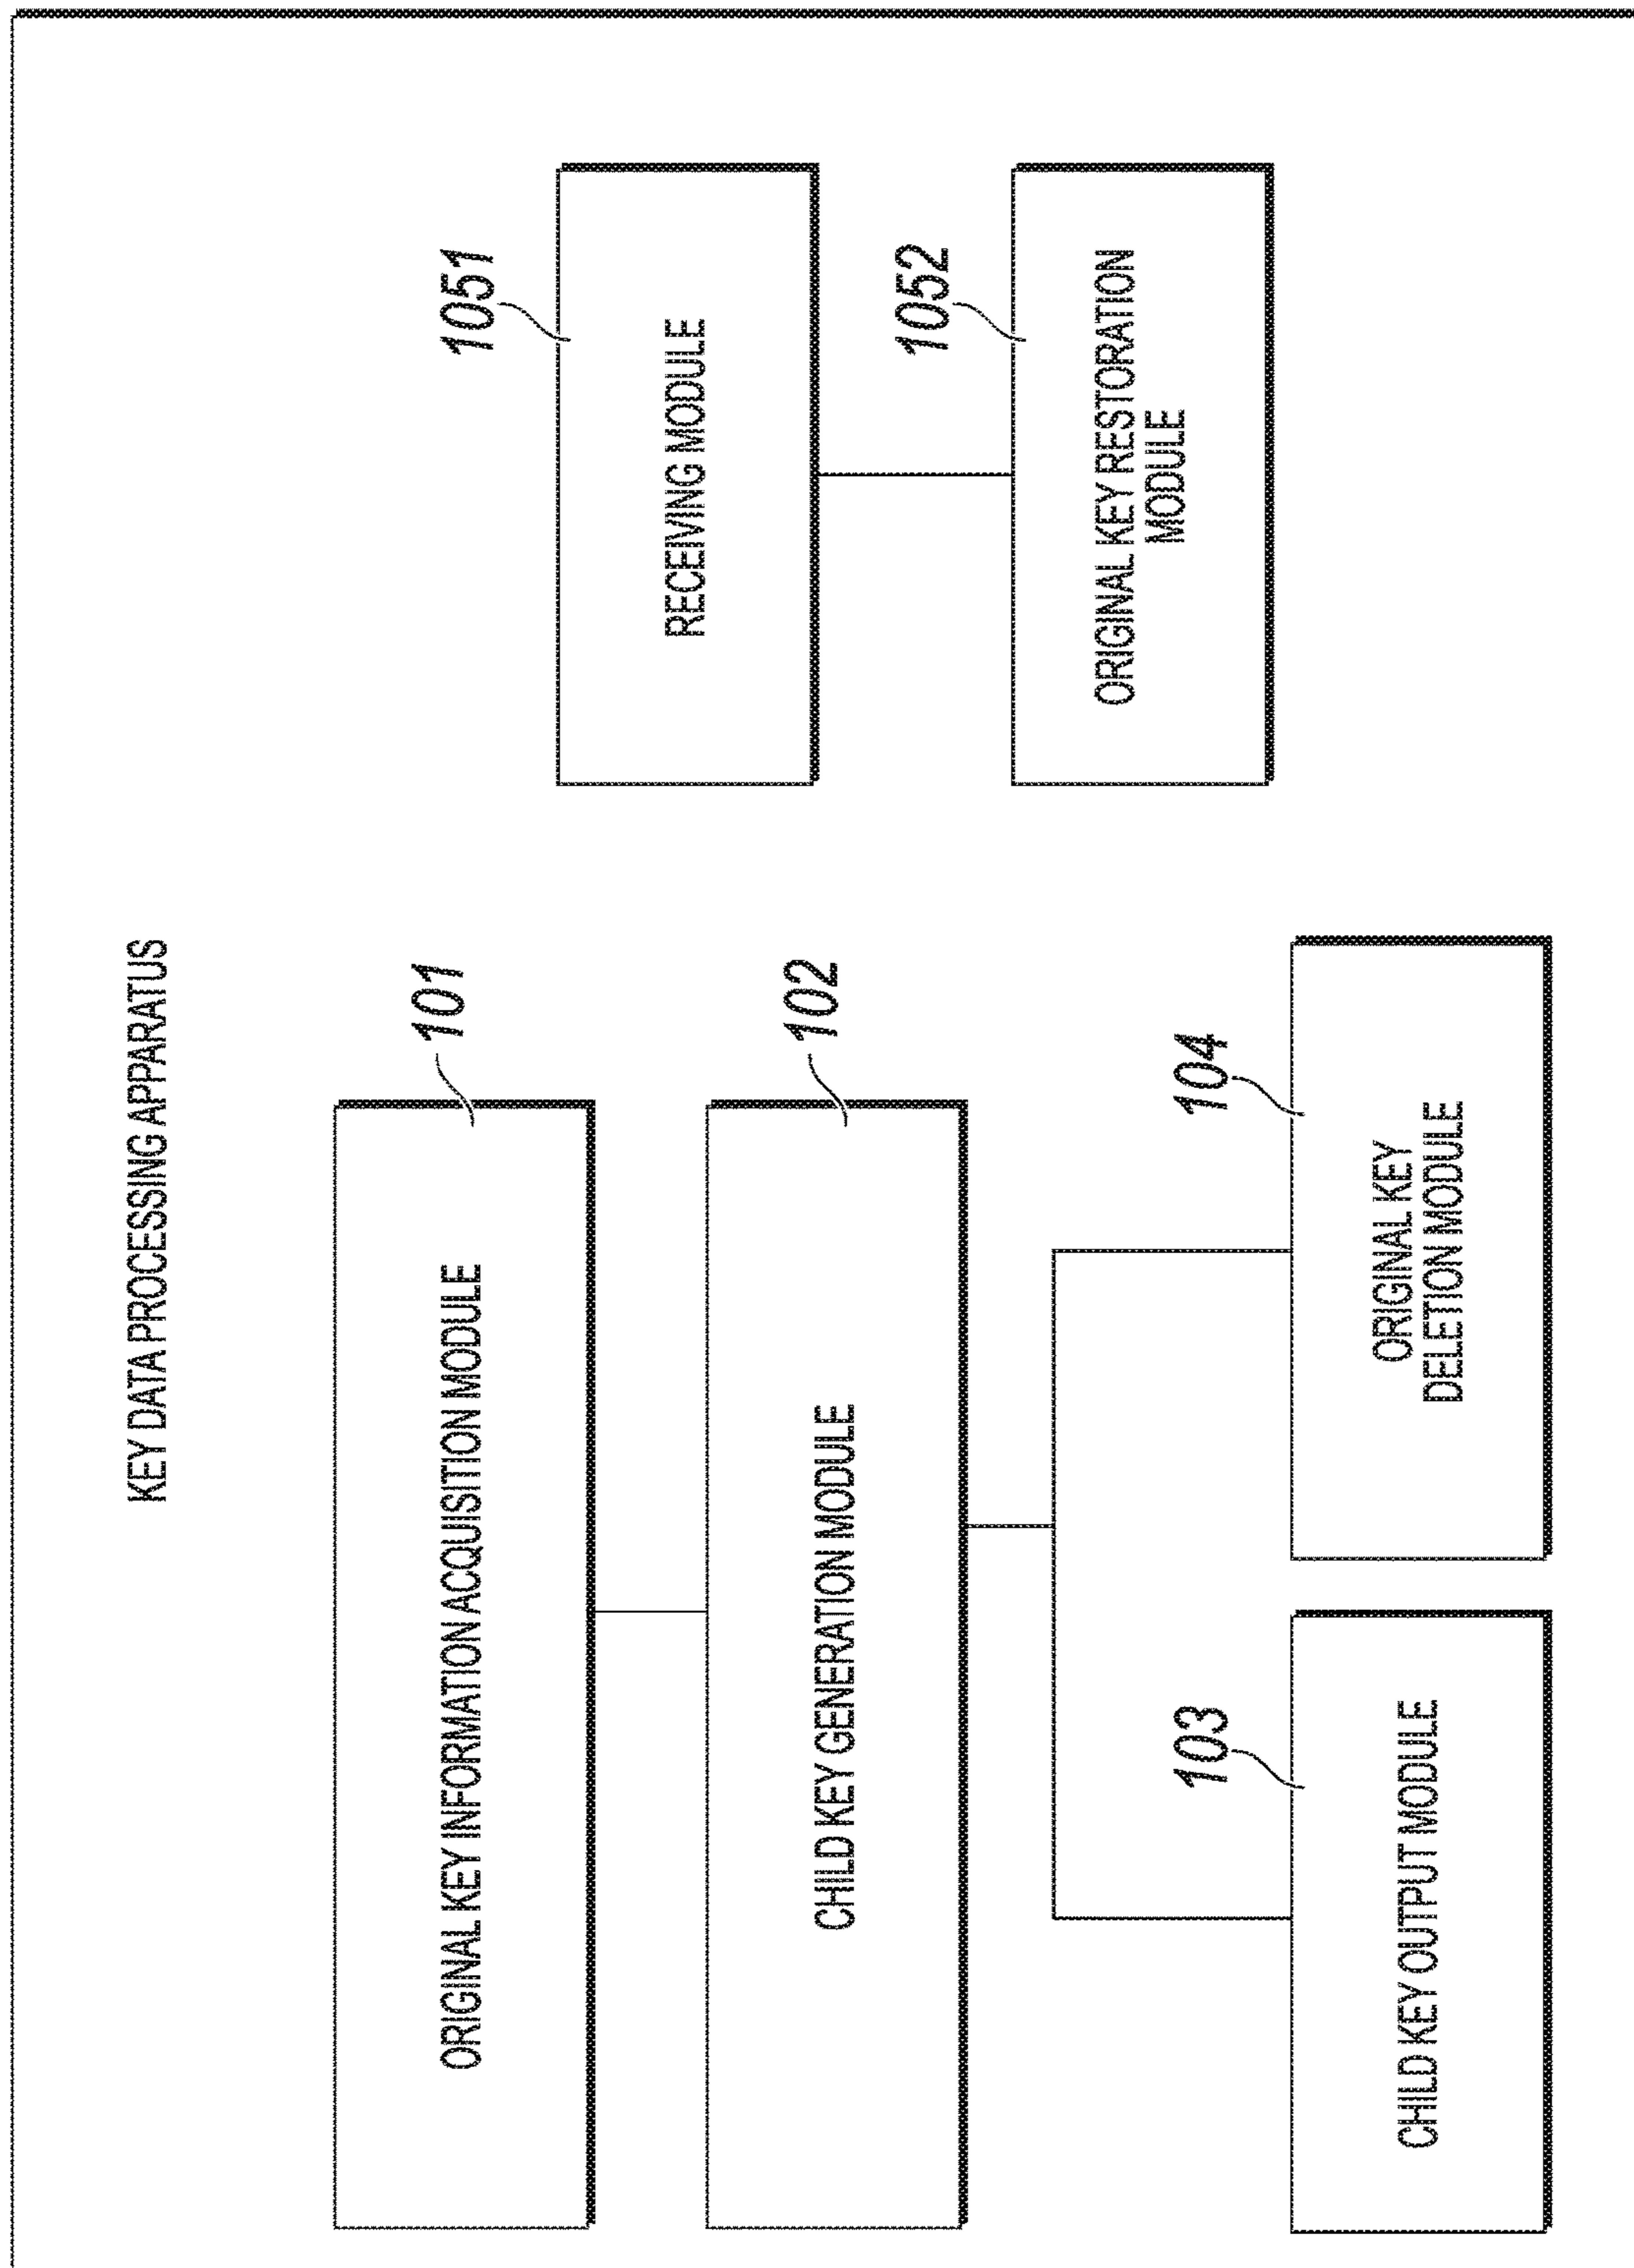 KEY DATA PROCESSING APPARATUS
101
ORIGINAL KEY INFORMATION ACQUISITION MODULE
102
CHILD KEY GENERATION MODULE
103
CHILD KEY OUTPUT MODULE
104
ORIGINAL KEY
DELETION MODULE
1051
RECEIVING MODULE
1052
ORIGINAL KEY RESTORATION
MODULE